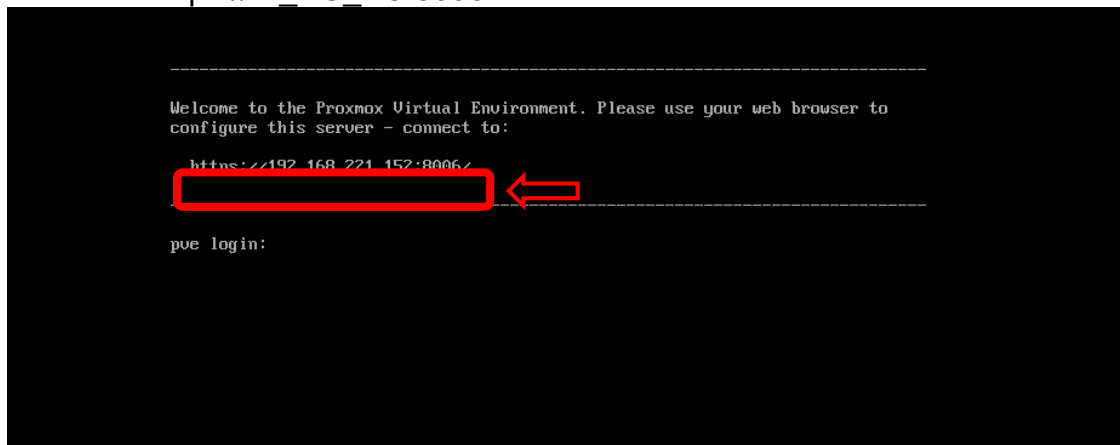 Welcome to the Proxmox Virtual Environment. Please use your web browser to
configure this server - connect to:
https://192.168.221.152:8006/
pve login: